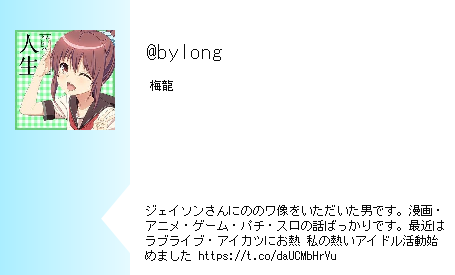 @bylong
梅龍
人生
ジェイソンさんにののワ像をいただいた男です。漫画・
アニメ・ゲーム・パチ・スロの話ばっかりです。最近は
ラブライブ・アイカツにお熱 私の熱いアイドル活動始
めました https://t.co/daUCMbHrYu